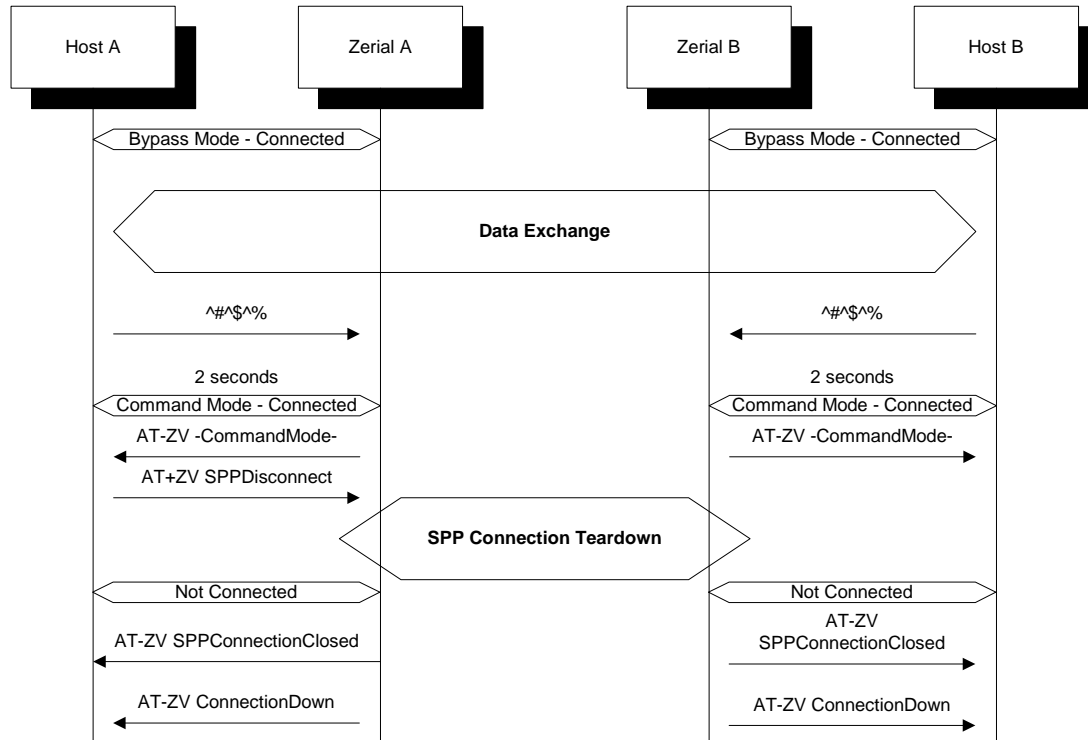 Host A
Zerial A
Zerial B
Host B
Bypass Mode - Connected
Bypass Mode - Connected
Data Exchange
^#^$^%
^#^$^%
2 seconds
2 seconds
Command Mode - Connected
Command Mode - Connected
AT-ZV -CommandMode-
AT-ZV -CommandMode-
AT+ZV SPPDisconnect
SPP Connection Teardown
Not Connected
Not Connected
AT-ZV SPPConnectionClosed
AT-ZV
SPPConnectionClosed
AT-ZV ConnectionDown
AT-ZV ConnectionDown